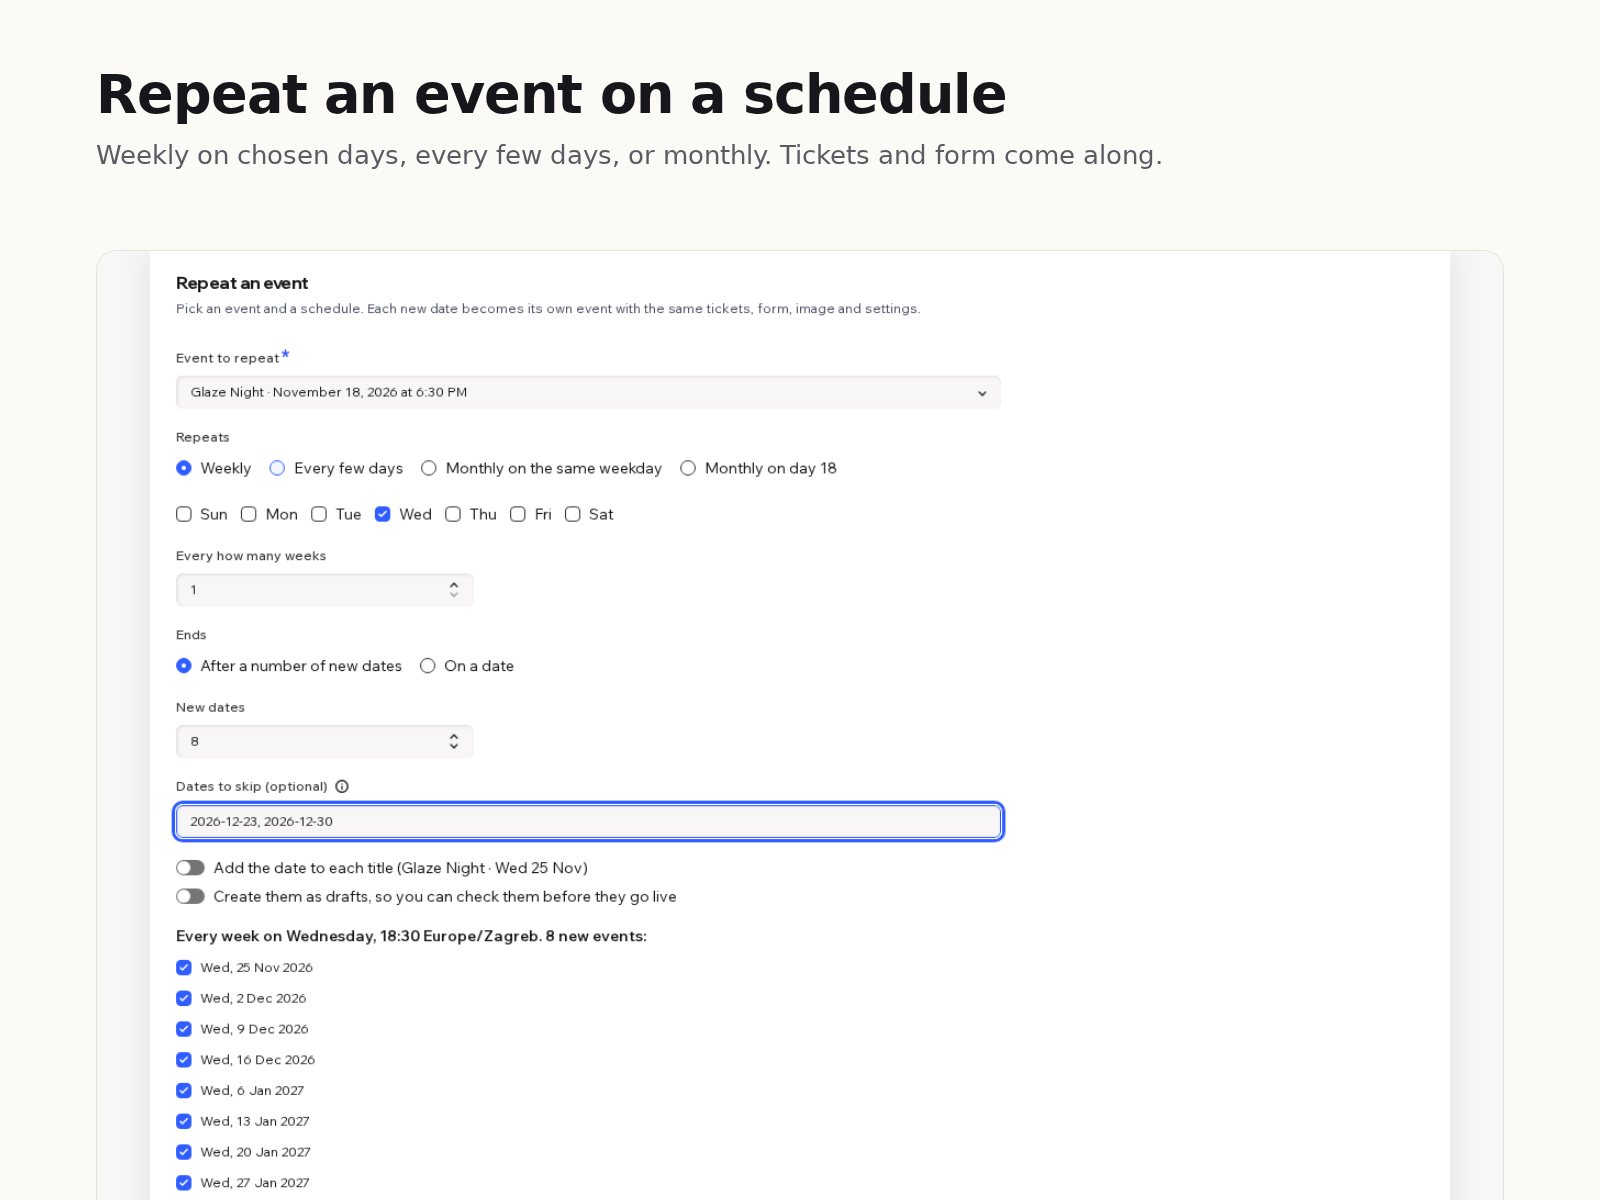 Repeat an event on a schedule
Weekly on chosen days, every few days, or monthly. Tickets and form come along.
Repeat an event
Pick an event and a schedule. Each new date becomes its own event with the same tickets, form, image and settings.
Event to repeat*
Glaze Night · November 18, 2026 at 6:30 PM
Repeats
Weekly Every few days Monthly on the same weekday Monthly on day 18
Sun Mon Tue Wed Thu Fri Sat
Every how many weeks
1
Ends
After a number of new dates On a date
New dates
8
Dates to skip (optional)
2026-12-23, 2026-12-30
Add the date to each title (Glaze Night · Wed 25 Nov)
Create them as drafts, so you can check them before they go live
Every week on Wednesday, 18:30 Europe/Zagreb. 8 new events:
Wed, 25 Nov 2026
Wed, 2 Dec 2026
Wed, 9 Dec 2026
Wed, 16 Dec 2026
Wed, 6 Jan 2027
Wed, 13 Jan 2027
Wed, 20 Jan 2027
Wed, 27 Jan 2027